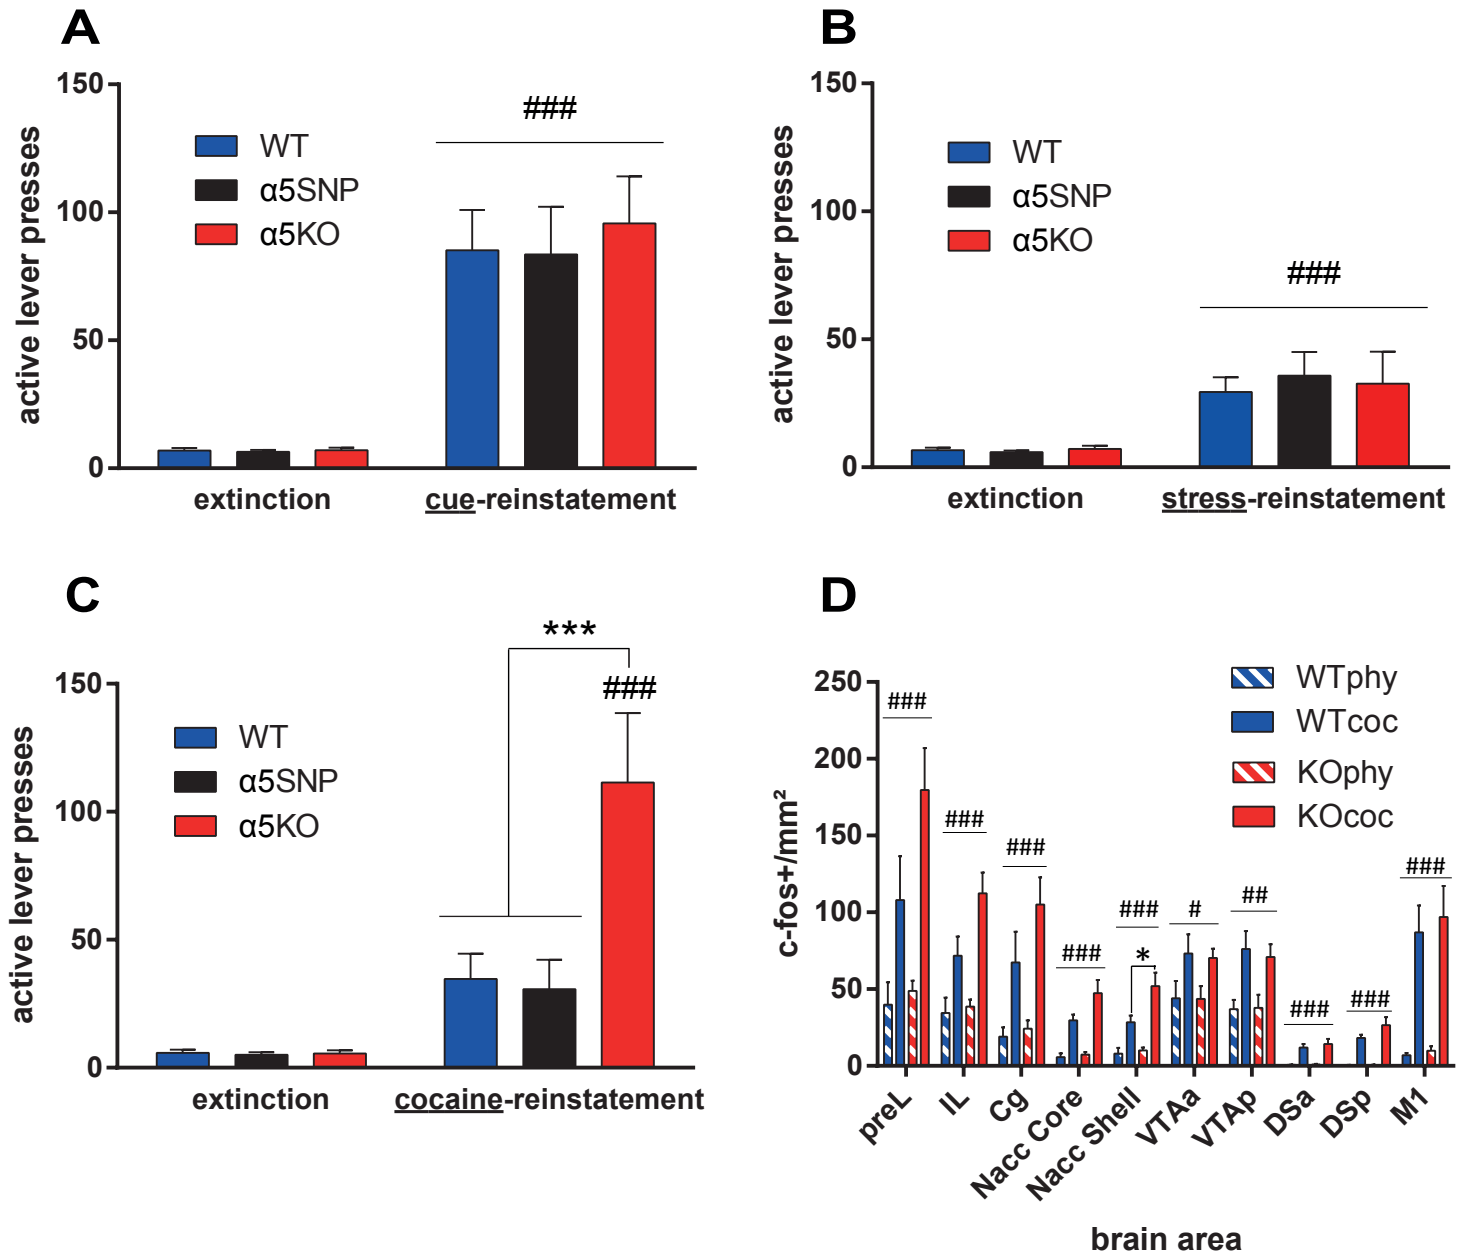 A
150
100
50
0
active lever presses
WT
α5SNP
α5KO
###
extinction
cue-reinstatement
B
150
100
50
0
active lever presses
WT
α5SNP
α5KO
###
extinction
stress-reinstatement
C
150
100
50
0
active lever presses
WT
α5SNP
α5KO
***
###
extinction
cocaine-reinstatement
D
250
200
150
100
50
0
c-fos+/mm²
WTphy
WTcoc
KOphy
KOcoc
###
###
###
###
###
*
#
##
###
###
###
preL
IL
Cg
Nacc Core
Nacc Shell
VTAa
VTAp
DSa
DSp
M1
brain area